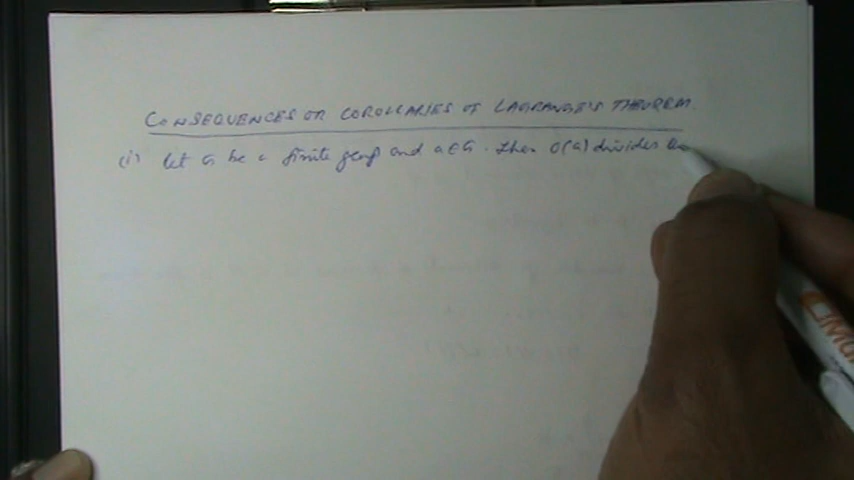 CONSEQUENCES OR COROLLARIES OF LAGRANGE'S THEOREM.
(i) Let G be a finite group and a∈G. Then O(a) divides